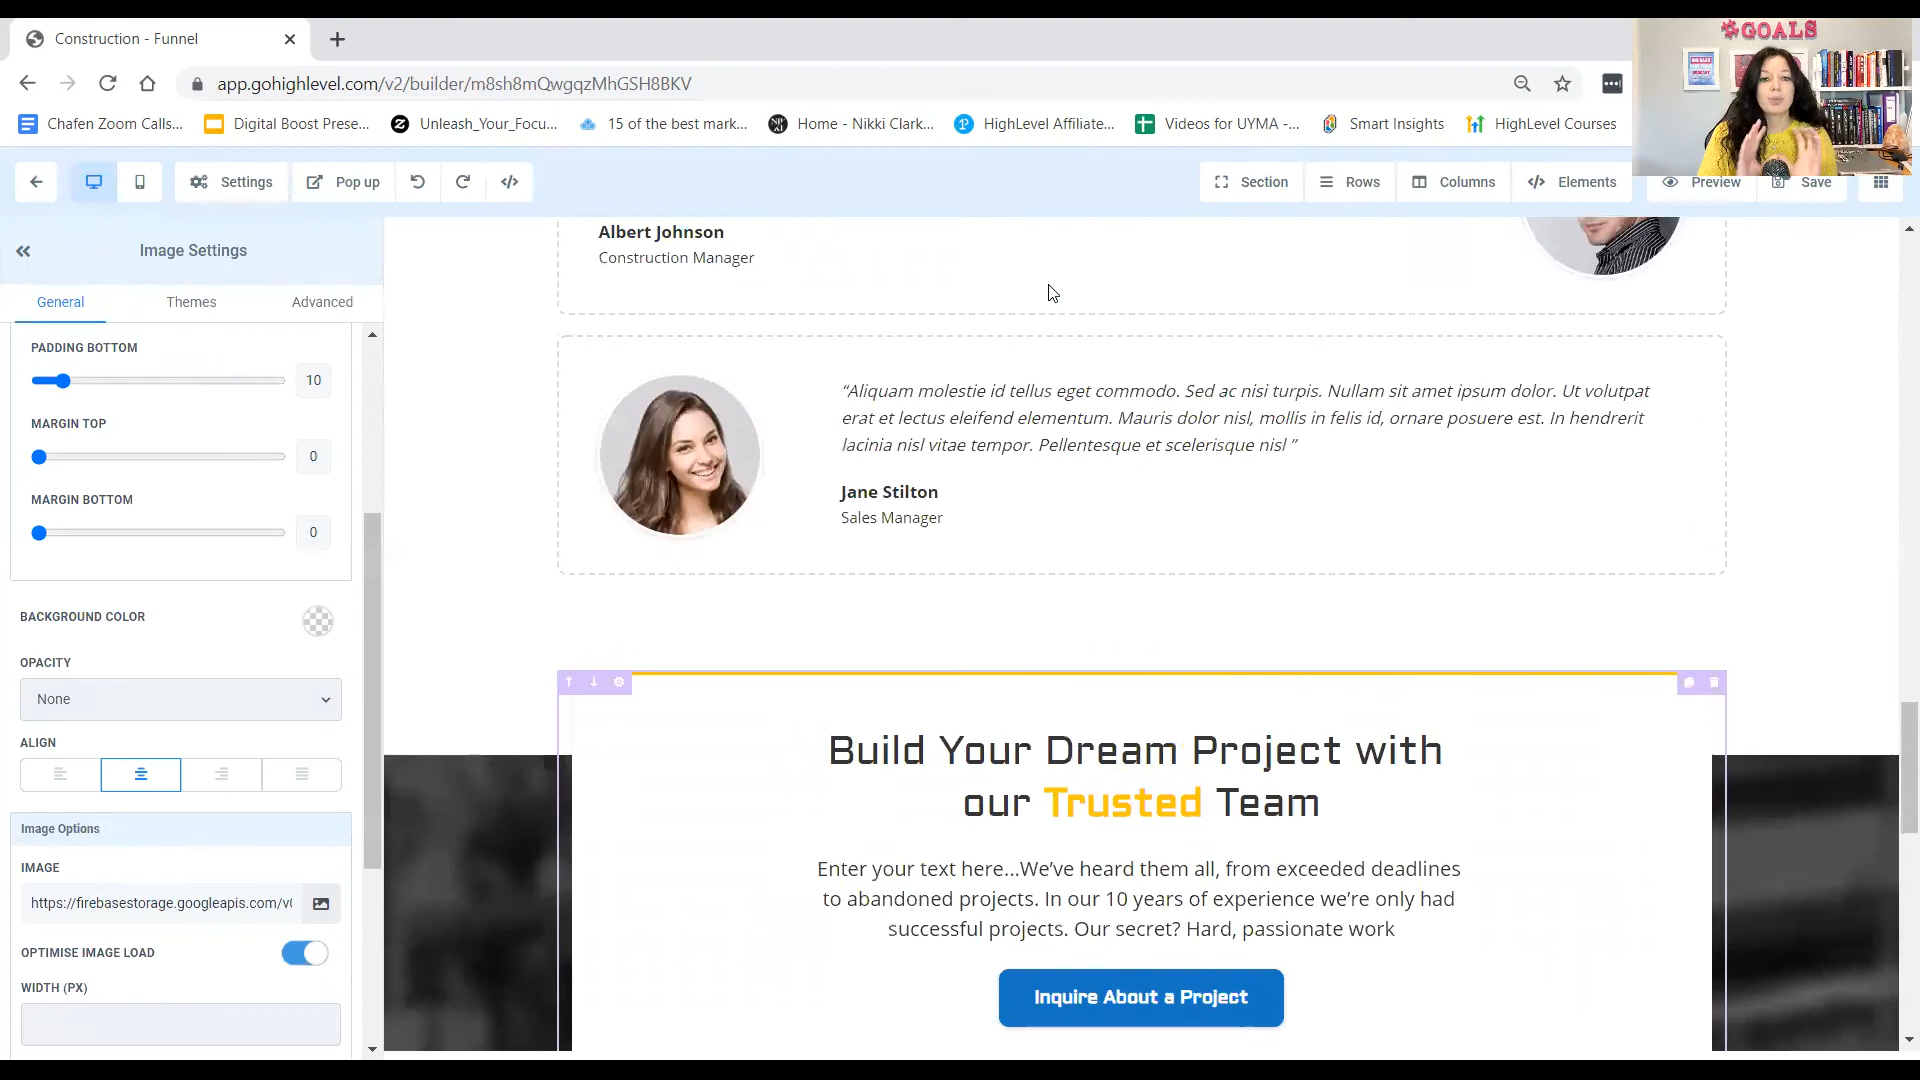 Construction - Funnel
app.gohighlevel.com/v2/builder/m8sh8mQwgqzMhGSH8BKV
Chafen Zoom Calls...
Digital Boost Prese...
Unleash_Your_Focu...
15 of the best mark...
Home - Nikki Clark...
HighLevel Affiliate...
Videos for UYMA -...
Smart Insights
HighLevel Courses
GOALS
Settings
Pop up
Section
Rows
Columns
Elements
Preview
Save
Image Settings
General
Themes
Advanced
PADDING BOTTOM
10
MARGIN TOP
0
MARGIN BOTTOM
0
BACKGROUND COLOR
OPACITY
None
ALIGN
Image Options
IMAGE
https://firebasestorage.googleapis.com/v0
OPTIMISE IMAGE LOAD
WIDTH (PX)
Albert Johnson
Construction Manager
“Aliquam molestie id tellus eget commodo. Sed ac nisi turpis. Nullam sit amet ipsum dolor. Ut volutpat
erat et lectus eleifend elementum. Mauris dolor nisl, mollis in felis id, ornare posuere est. In hendrerit
lacinia nisl vitae tempor. Pellentesque et scelerisque nisl ”
Jane Stilton
Sales Manager
Build Your Dream Project with
our Trusted Team
Enter your text here...We’ve heard them all, from exceeded deadlines
to abandoned projects. In our 10 years of experience we’re only had
successful projects. Our secret? Hard, passionate work
Inquire About a Project